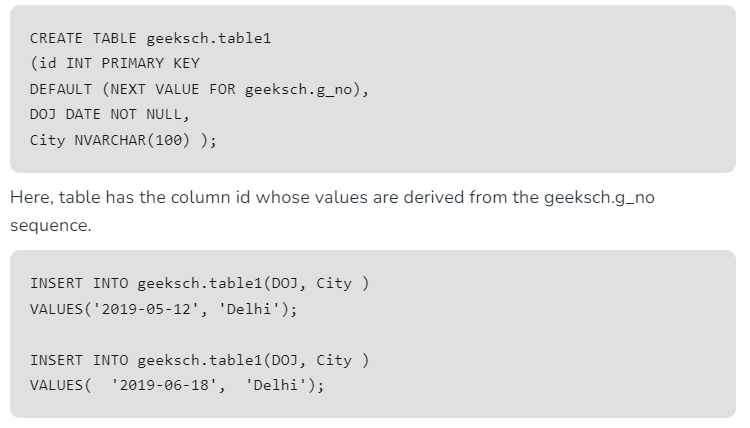 CREATE TABLE geeksch.table1
(id INT PRIMARY KEY
DEFAULT (NEXT VALUE FOR geeksch.g_no),
DOJ DATE NOT NULL,
City NVARCHAR(100) );
Here, table has the column id whose values are derived from the geeksch.g_no
sequence.
INSERT INTO geeksch.table1(DOJ, City )
VALUES('2019-05-12', 'Delhi');
INSERT INTO geeksch.table1(DOJ, City )
VALUES(  '2019-06-18',  'Delhi');